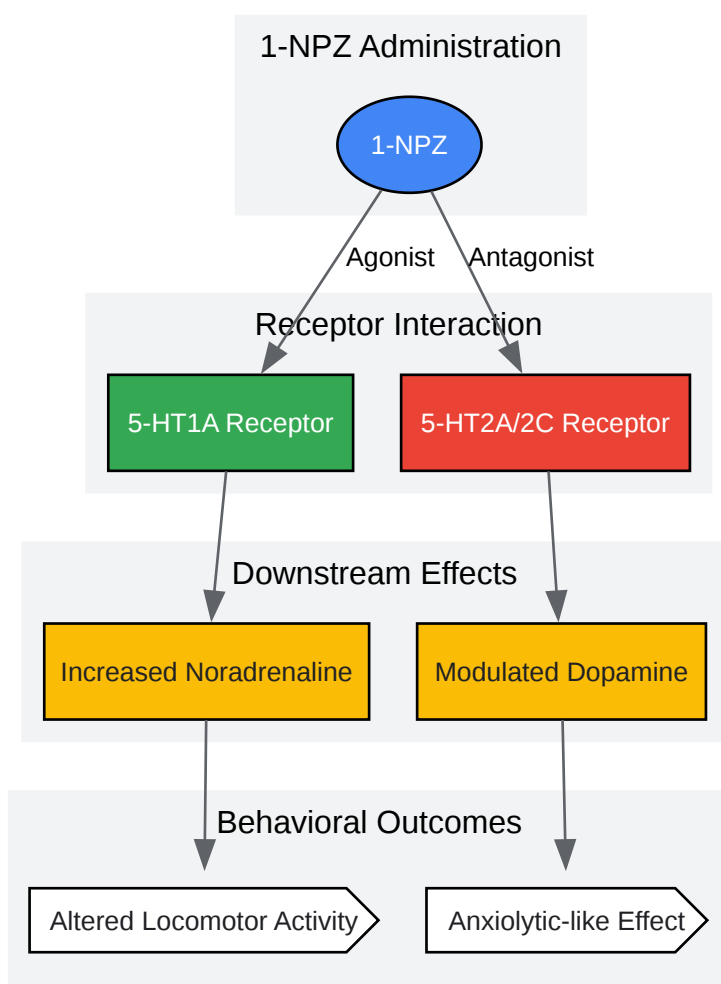 1-NPZ Administration
1-NPZ
Agonist
Antagonist
Receptor Interaction
5-HT1A Receptor
5-HT2A/2C Receptor
Downstream Effects
Increased Noradrenaline
Modulated Dopamine
Behavioral Outcomes
Altered Locomotor Activity
Anxiolytic-like Effect